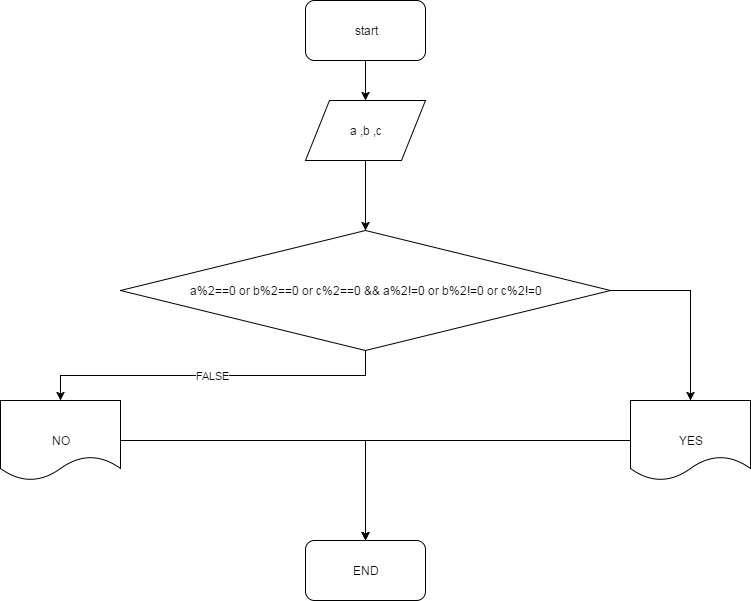 start
a ,b ,c
a%2==0 or b%2==0 or c%2==0 && a%2!=0 or b%2!=0 or c%2!=0
FALSE
NO
YES
END